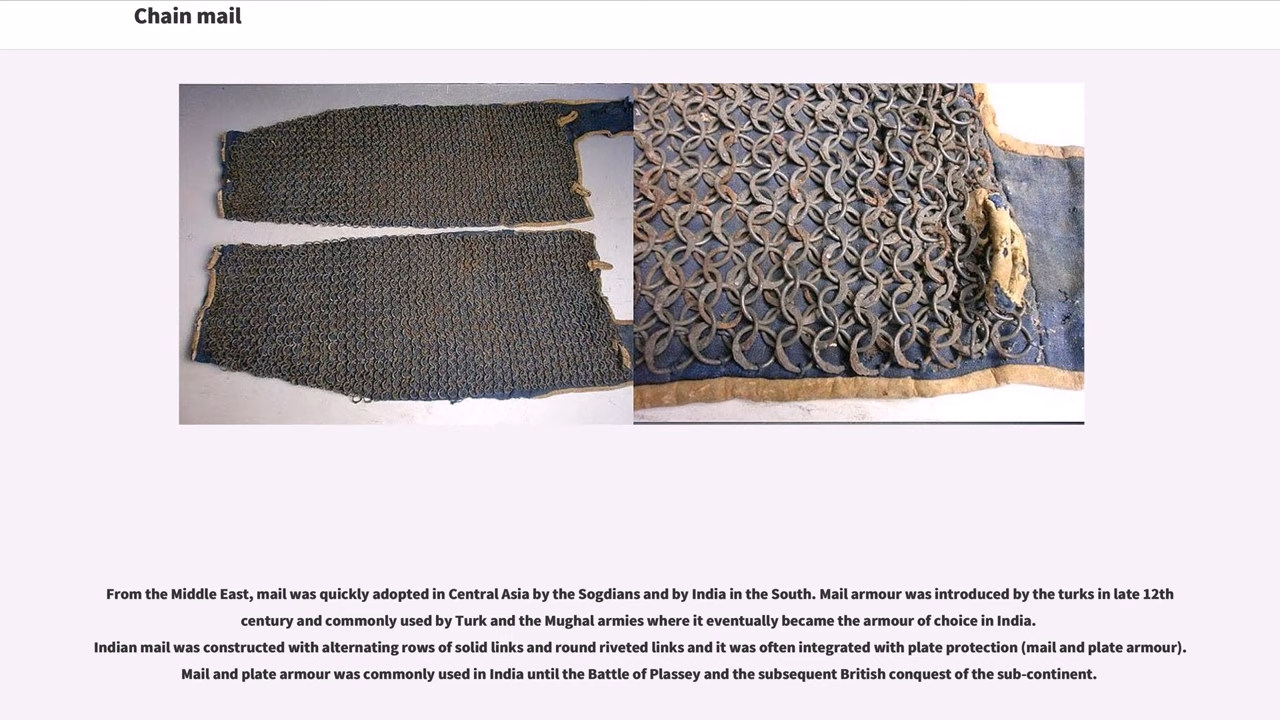 Chain mail
From the Middle East, mail was quickly adopted in Central Asia by the Sogdians and by India in the South. Mail armour was introduced by the turks in late 12th
century and commonly used by Turk and the Mughal armies where it eventually became the armour of choice in India.
Indian mail was constructed with alternating rows of solid links and round riveted links and it was often integrated with plate protection (mail and plate armour).
Mail and plate armour was commonly used in India until the Battle of Plassey and the subsequent British conquest of the sub-continent.